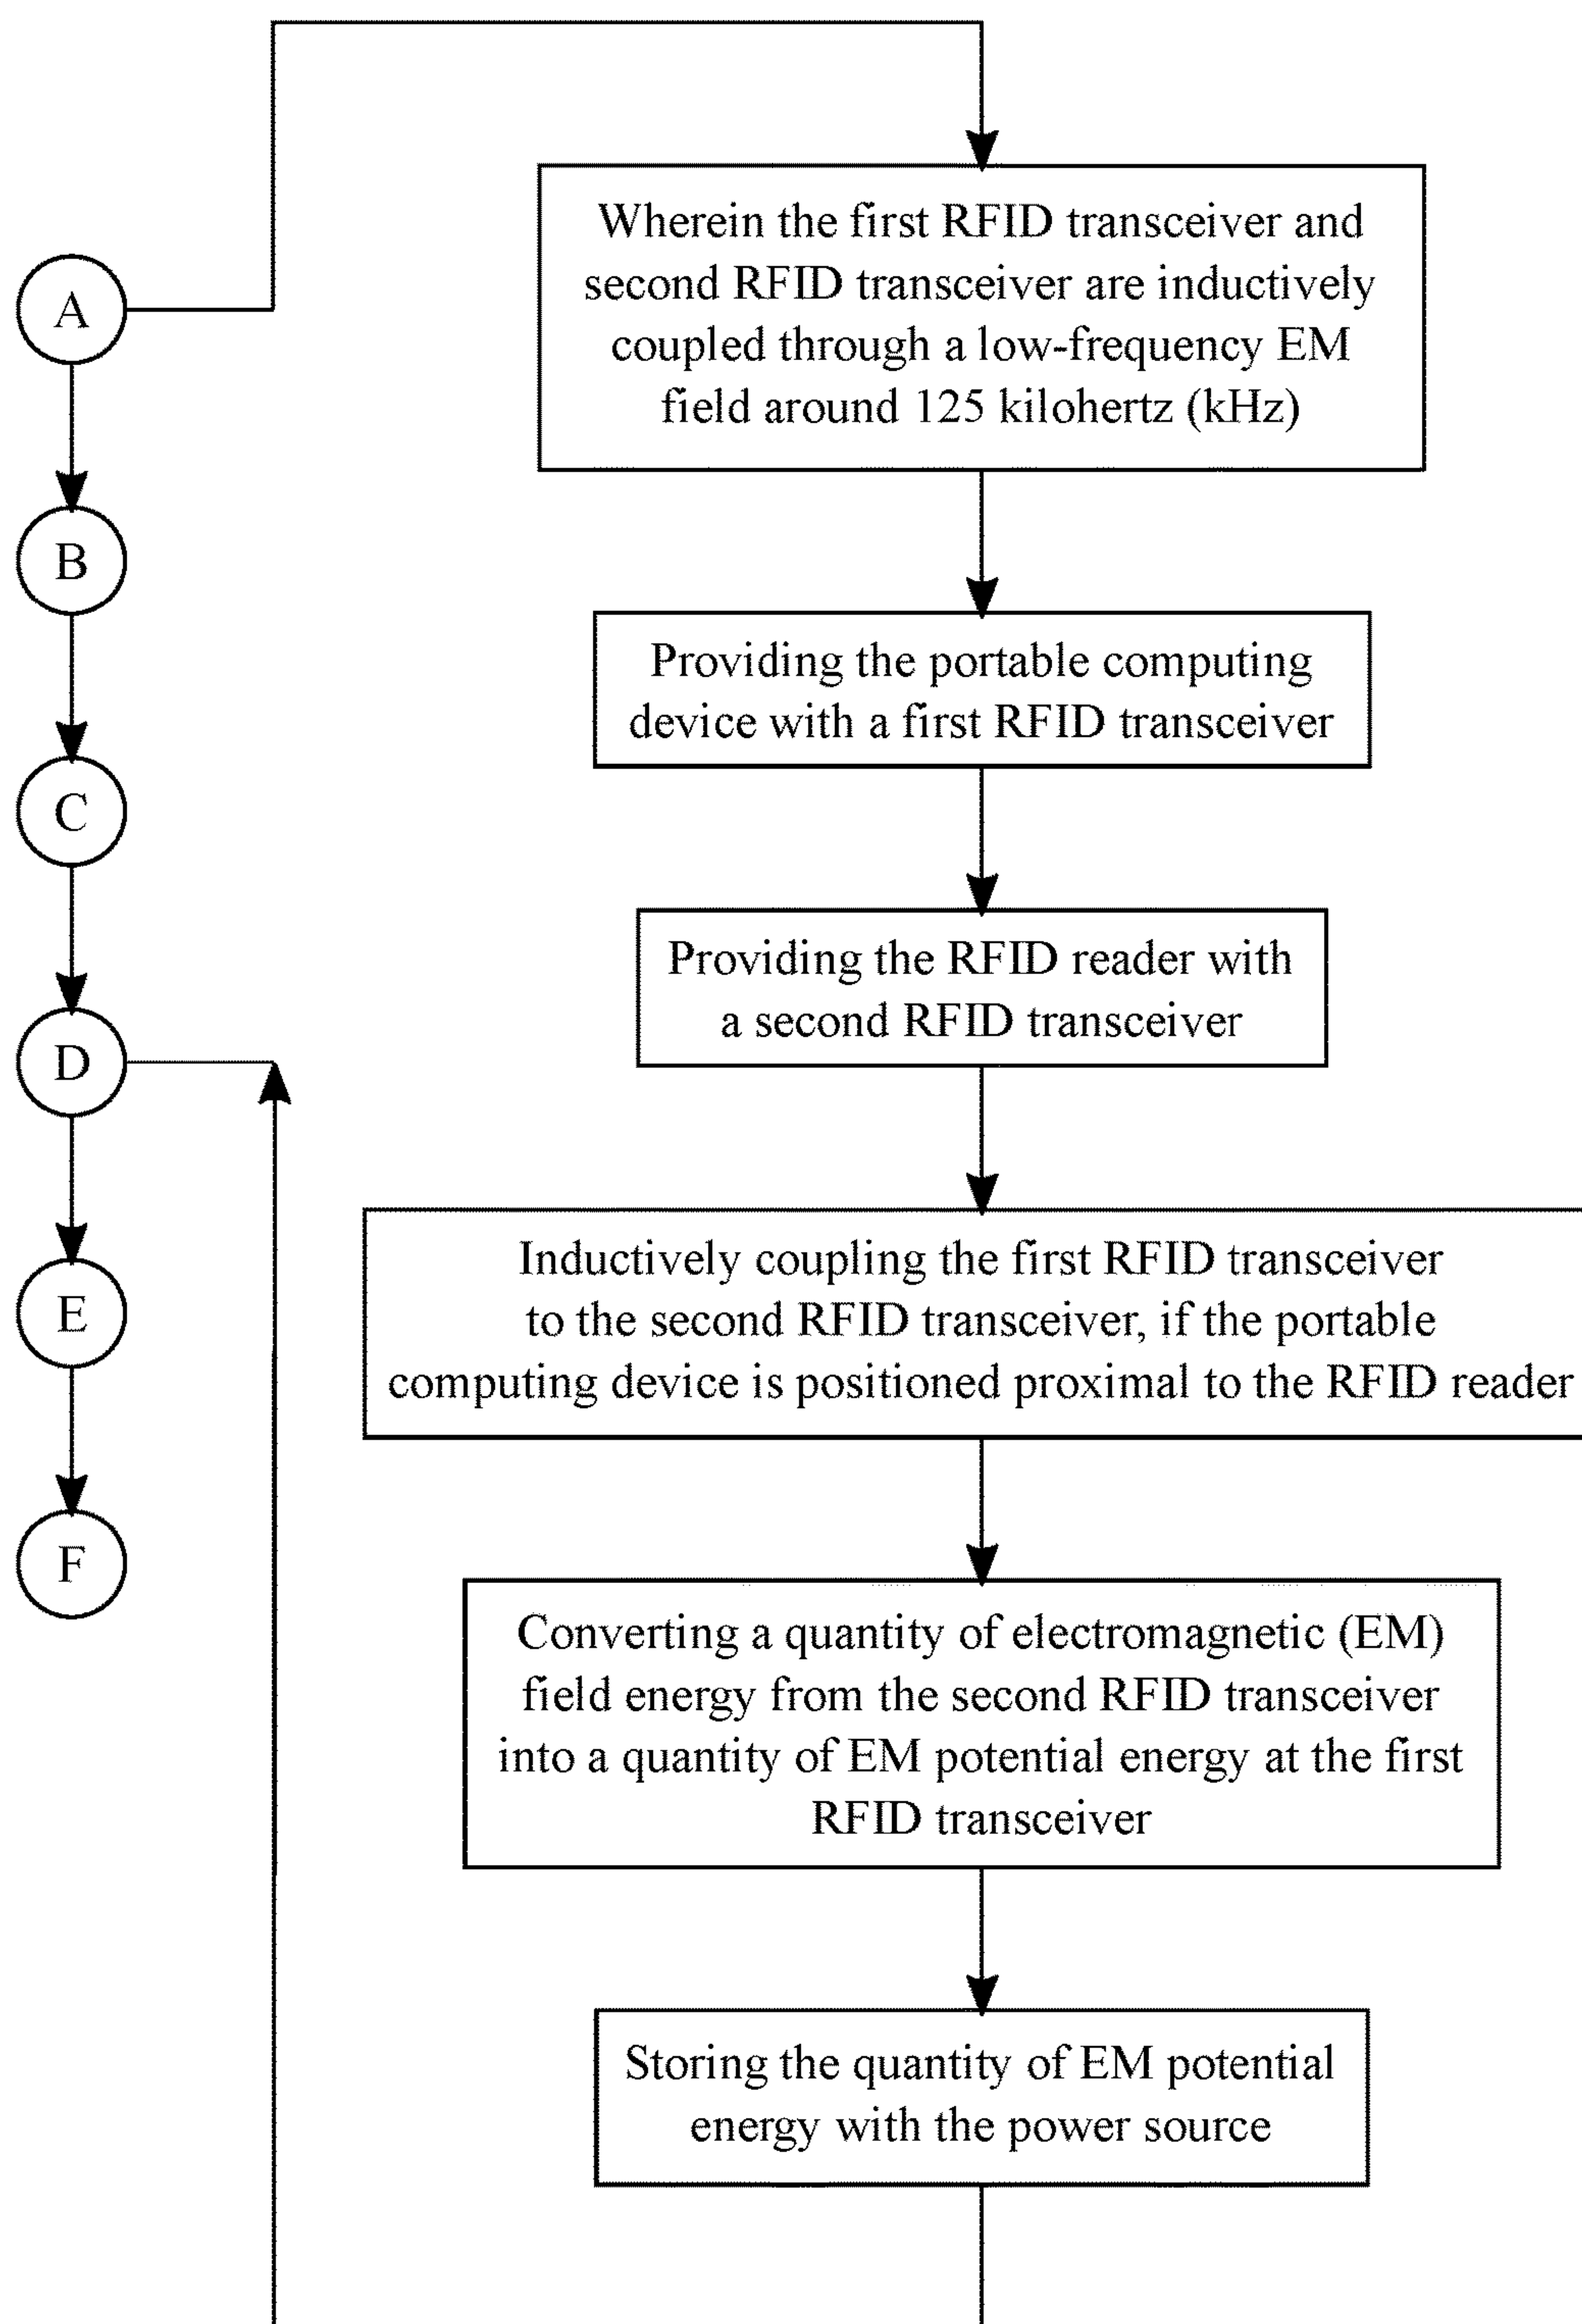 A
B
C
D
E
F
Wherein the first RFID transceiver and
second RFID transceiver are inductively
coupled through a low-frequency EM
field around 125 kilohertz (kHz)
Providing the portable computing
device with a first RFID transceiver
Providing the RFID reader with
a second RFID transceiver
Inductively coupling the first RFID transceiver
to the second RFID transceiver, if the portable
computing device is positioned proximal to the RFID reader
Converting a quantity of electromagnetic (EM)
field energy from the second RFID transceiver
into a quantity of EM potential energy at the first
RFID transceiver
Storing the quantity of EM potential
energy with the power source